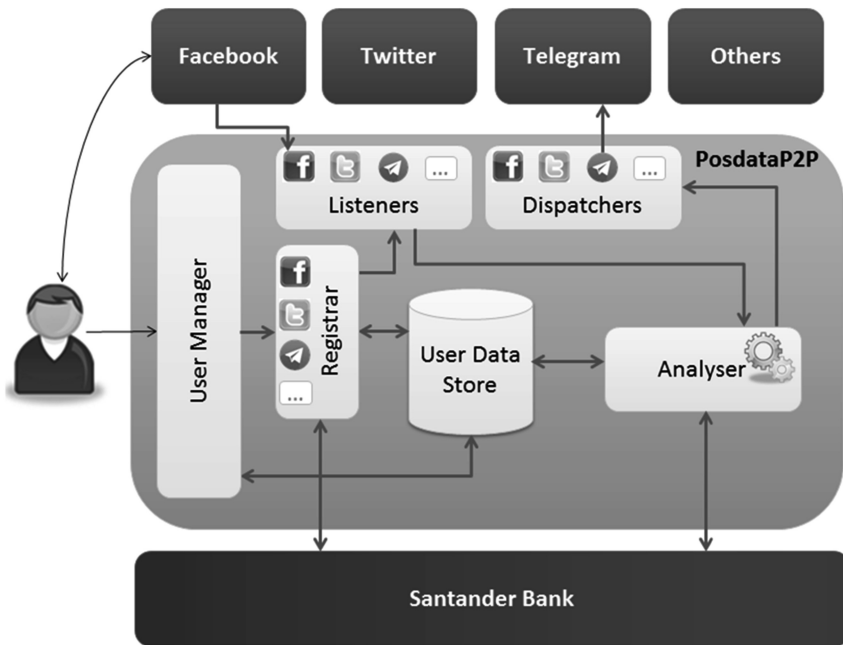 Facebook
Twitter
Telegram
Others
PosdataP2P
f
t
...
Listeners
f
t
...
Dispatchers
User Manager
f
t
...
Registrar
User Data
Store
Analyser
Santander Bank